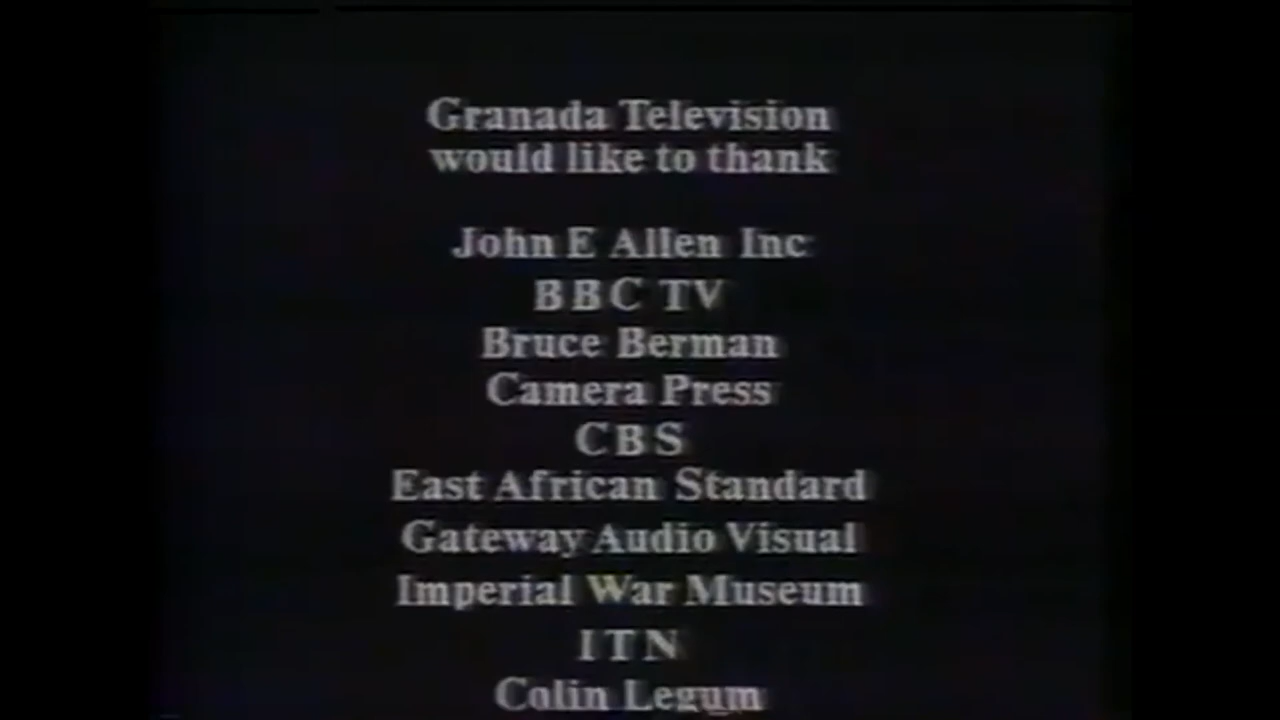 Granada Television
would like to thank
John E Allen Inc
BBC TV
Bruce Berman
Camera Press
CBS
East African Standard
Gateway Audio Visual
Imperial War Museum
ITN
Colin Legum